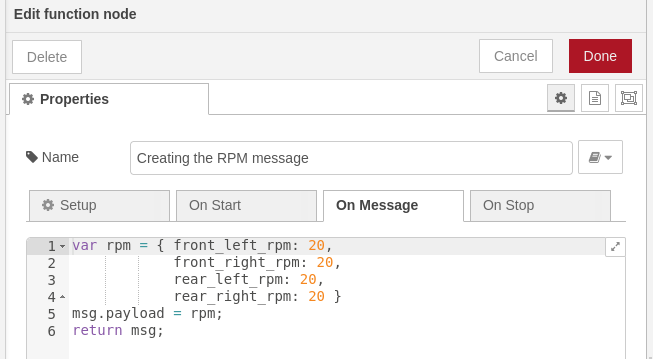 Edit function node
Delete
Cancel
Done
Properties
Name
Creating the RPM message
Setup
On Start
On Message
On Stop
1 var rpm = { front_left_rpm: 20,
2 front_right_rpm: 20,
3 rear_left_rpm: 20,
4 rear_right_rpm: 20 }
5 msg.payload = rpm;
6 return msg;